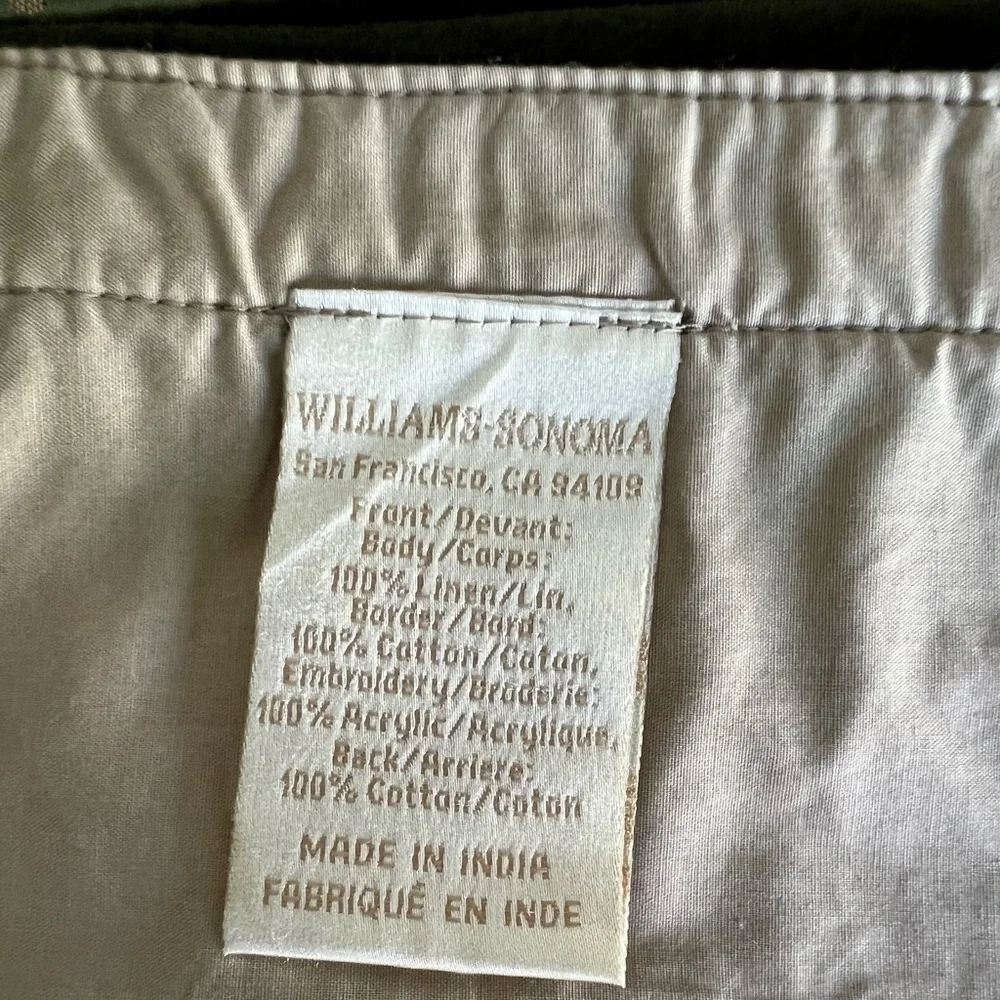 WILLIAMS-SONOMA
San Francisco, CA 94109
Front/Devant:
Body/Corps:
100% Linen/Lin.
Border/Bord:
100% Cotton/Coton.
Embroidery/Broderie:
100% Acrylic/Acrylique.
Back/Arriere:
100% Cotton/Coton
MADE IN INDIA
FABRIQUÉ EN INDE